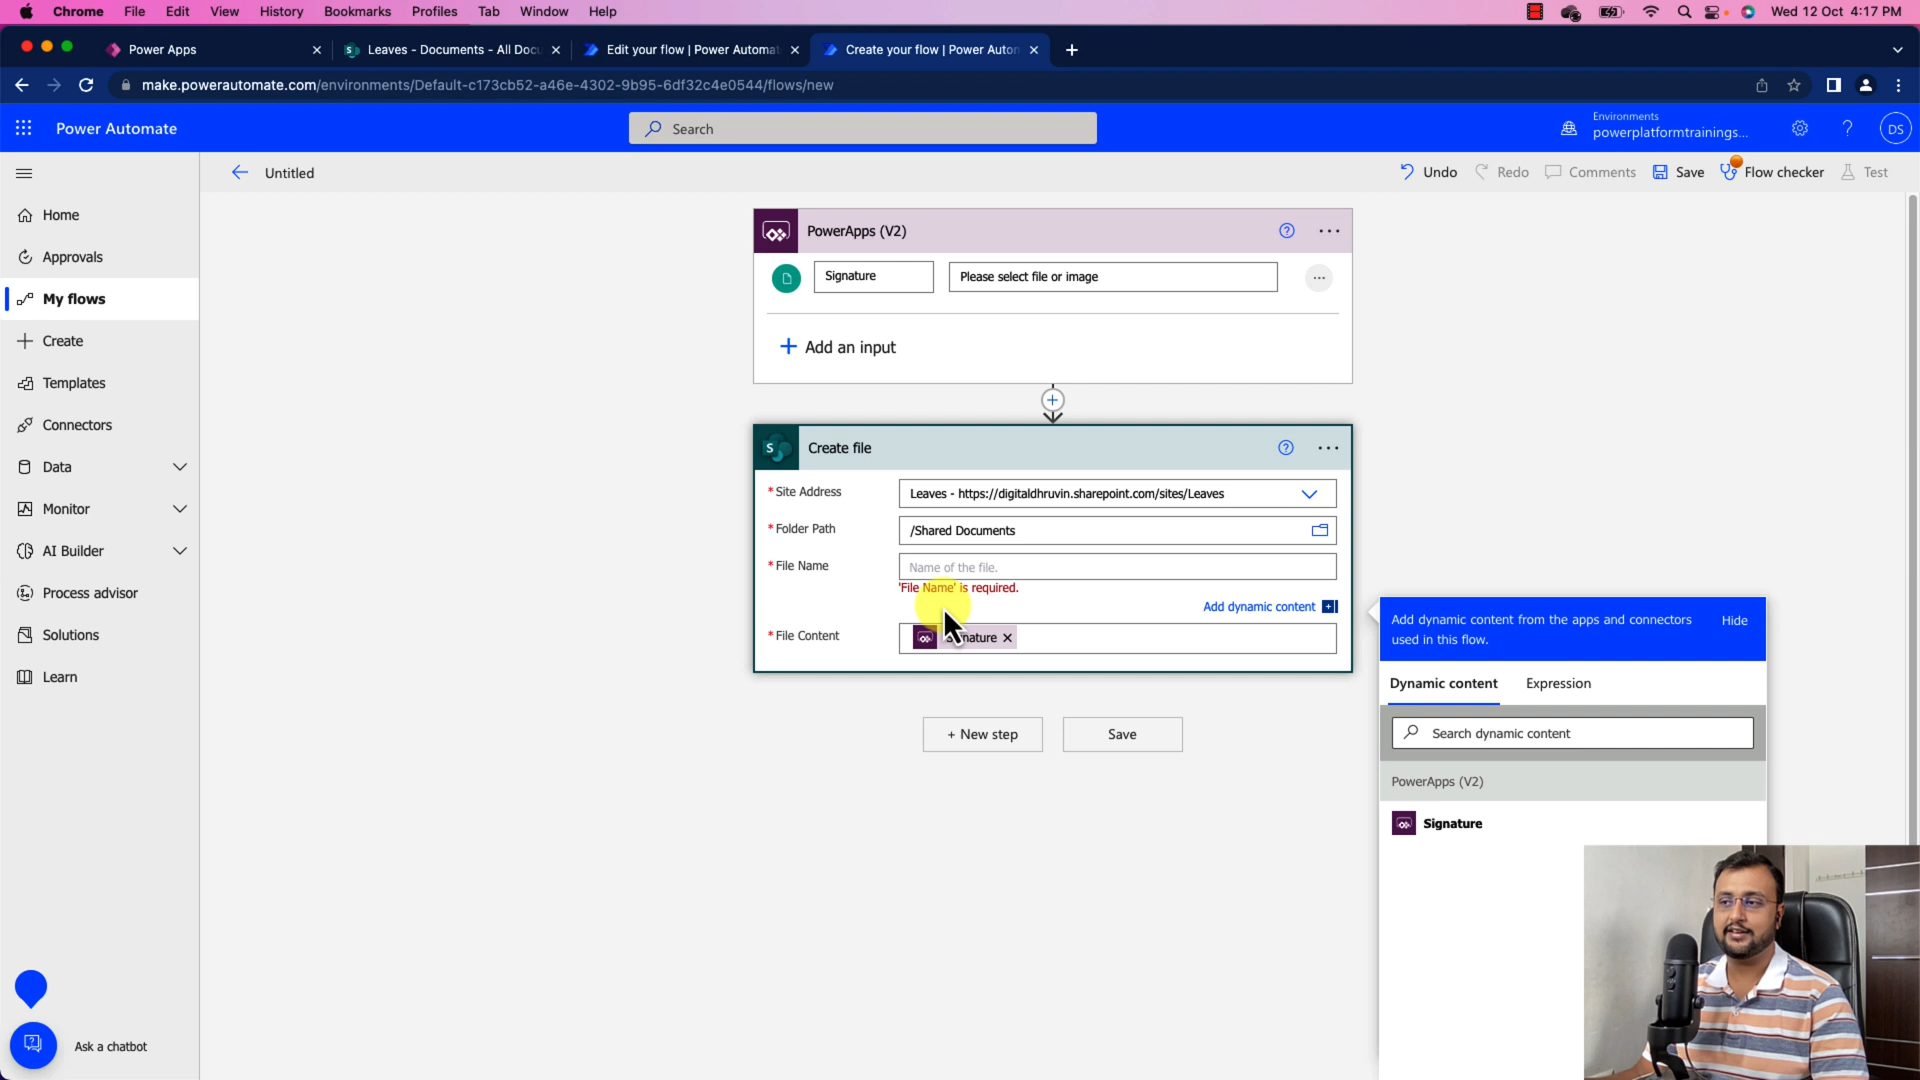 Chrome File Edit View History Bookmarks Profiles Tab Window Help Wed 12 Oct 4:17 PM
Power Apps Leaves - Documents - All Docu Edit your flow | Power Automat Create your flow | Power Auton
make.powerautomate.com/environments/Default-c173cb52-a46e-4302-9b95-6df32c4e0544/flows/new
Power Automate Search Environments
powerplatformtrainings... DS
Untitled Undo Redo Comments Save Flow checker Test
Home
Approvals
My flows
Create
Templates
Connectors
Data
Monitor
AI Builder
Process advisor
Solutions
Learn
Ask a chatbot
PowerApps (V2)
Signature Please select file or image
Add an input
S Create file
* Site Address Leaves - https://digitaldhruvin.sharepoint.com/sites/Leaves
* Folder Path /Shared Documents
* File Name Name of the file.
'File Name' is required.
Add dynamic content
* File Content
+ New step Save
Add dynamic content from the apps and connectors Hide
used in this flow.
Dynamic content Expression
Search dynamic content
PowerApps (V2)
Signature